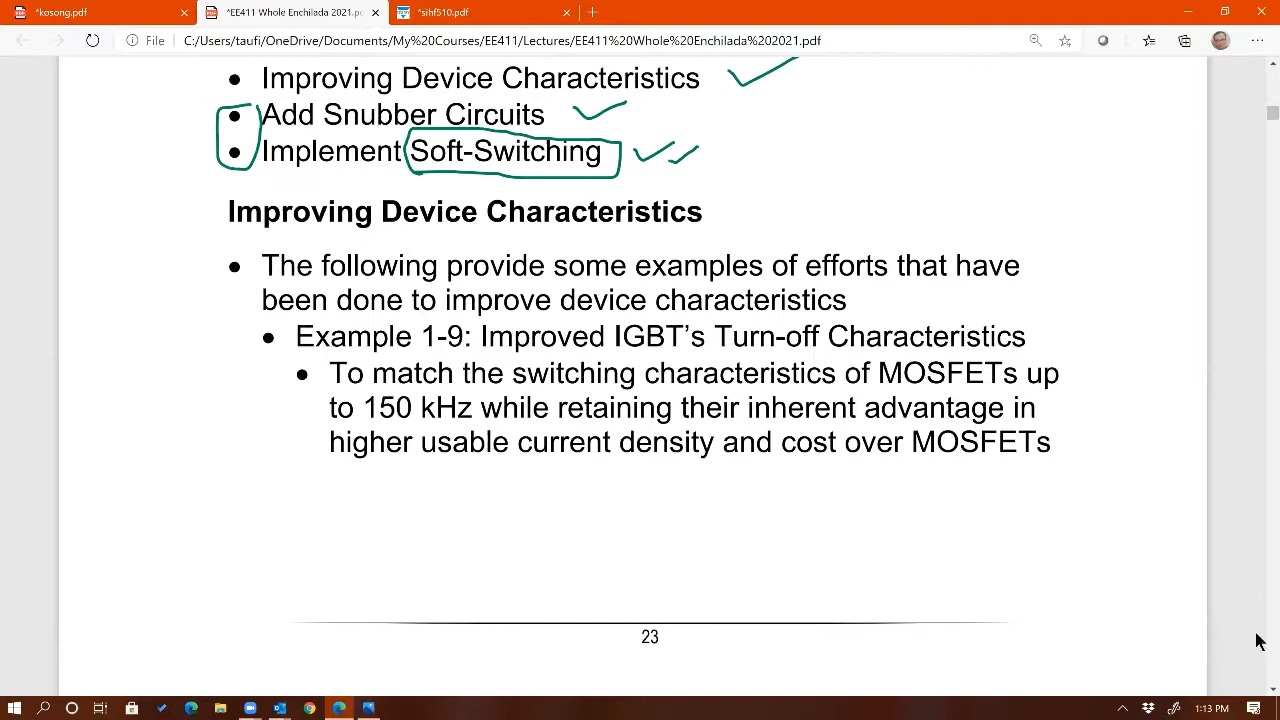 *kosong.pdf
*EE411 Whole Enchilada 2021.pd
*sihf510.pdf
File
C:/Users/taufi/OneDrive/Documents/My%20Courses/EE411/Lectures/EE411%20Whole%20Enchilada%202021.pdf
• Improving Device Characteristics
• Add Snubber Circuits
• Implement Soft-Switching
Improving Device Characteristics
• The following provide some examples of efforts that have
been done to improve device characteristics
• Example 1-9: Improved IGBT’s Turn-off Characteristics
• To match the switching characteristics of MOSFETs up
to 150 kHz while retaining their inherent advantage in
higher usable current density and cost over MOSFETs
23
1:13 PM